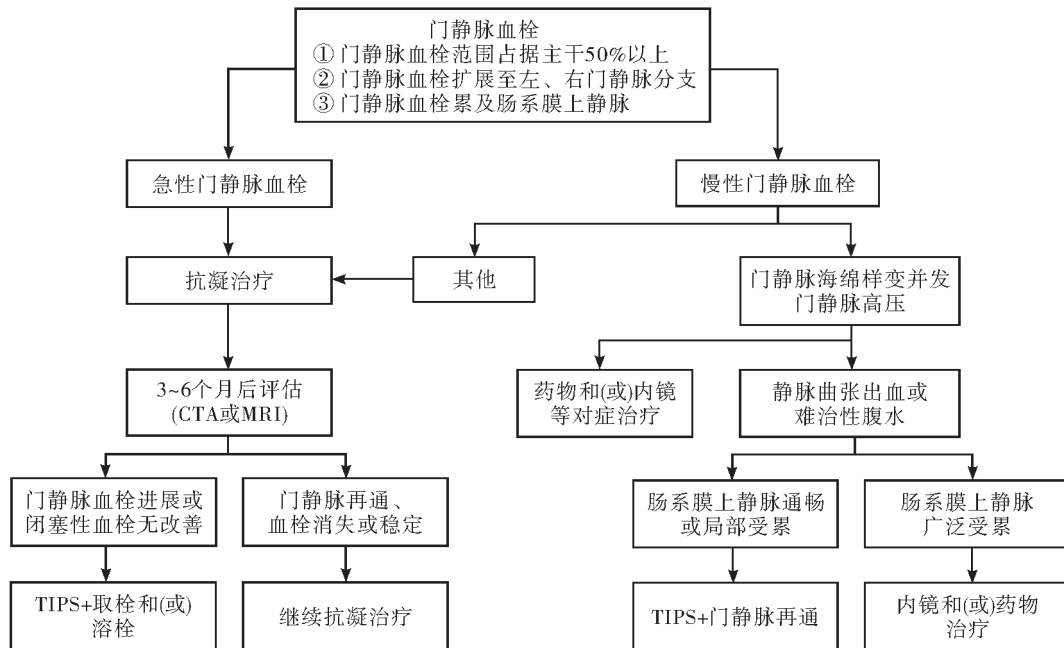 门静脉血栓
① 门静脉血栓范围占据主干50%以上
② 门静脉血栓扩展至左、右门静脉分支
③ 门静脉血栓累及肠系膜上静脉
急性门静脉血栓
慢性门静脉血栓
抗凝治疗
其他
门静脉海绵样变并发
门静脉高压
3~6个月后评估
(CTA或MRI)
药物和(或)内镜
等对症治疗
静脉曲张出血或
难治性腹水
门静脉血栓进展或
闭塞性血栓无改善
门静脉再通、
血栓消失或稳定
肠系膜上静脉通畅
或局部受累
肠系膜上静脉
广泛受累
TIPS+取栓和(或)
溶栓
继续抗凝治疗
TIPS+门静脉再通
内镜和(或)药物
治疗